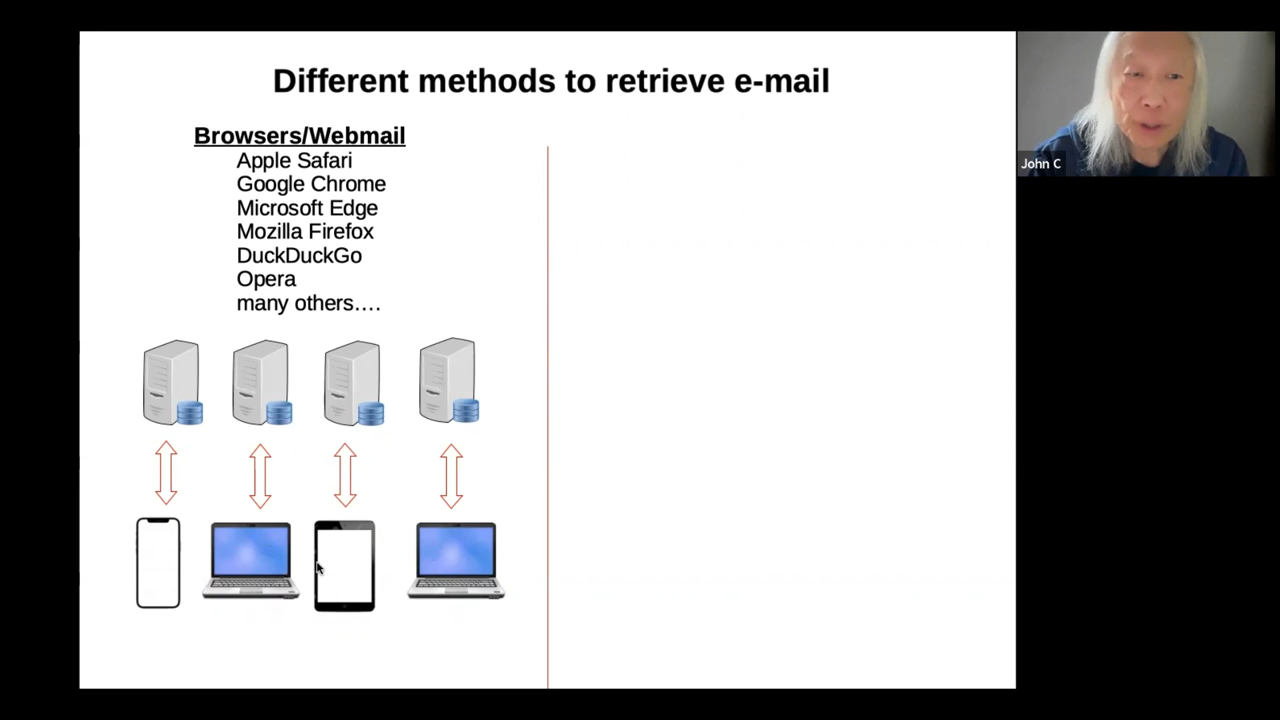 Different methods to retrieve e-mail
Browsers/Webmail
Apple Safari
Google Chrome
Microsoft Edge
Mozilla Firefox
DuckDuckGo
Opera
many others….
John C